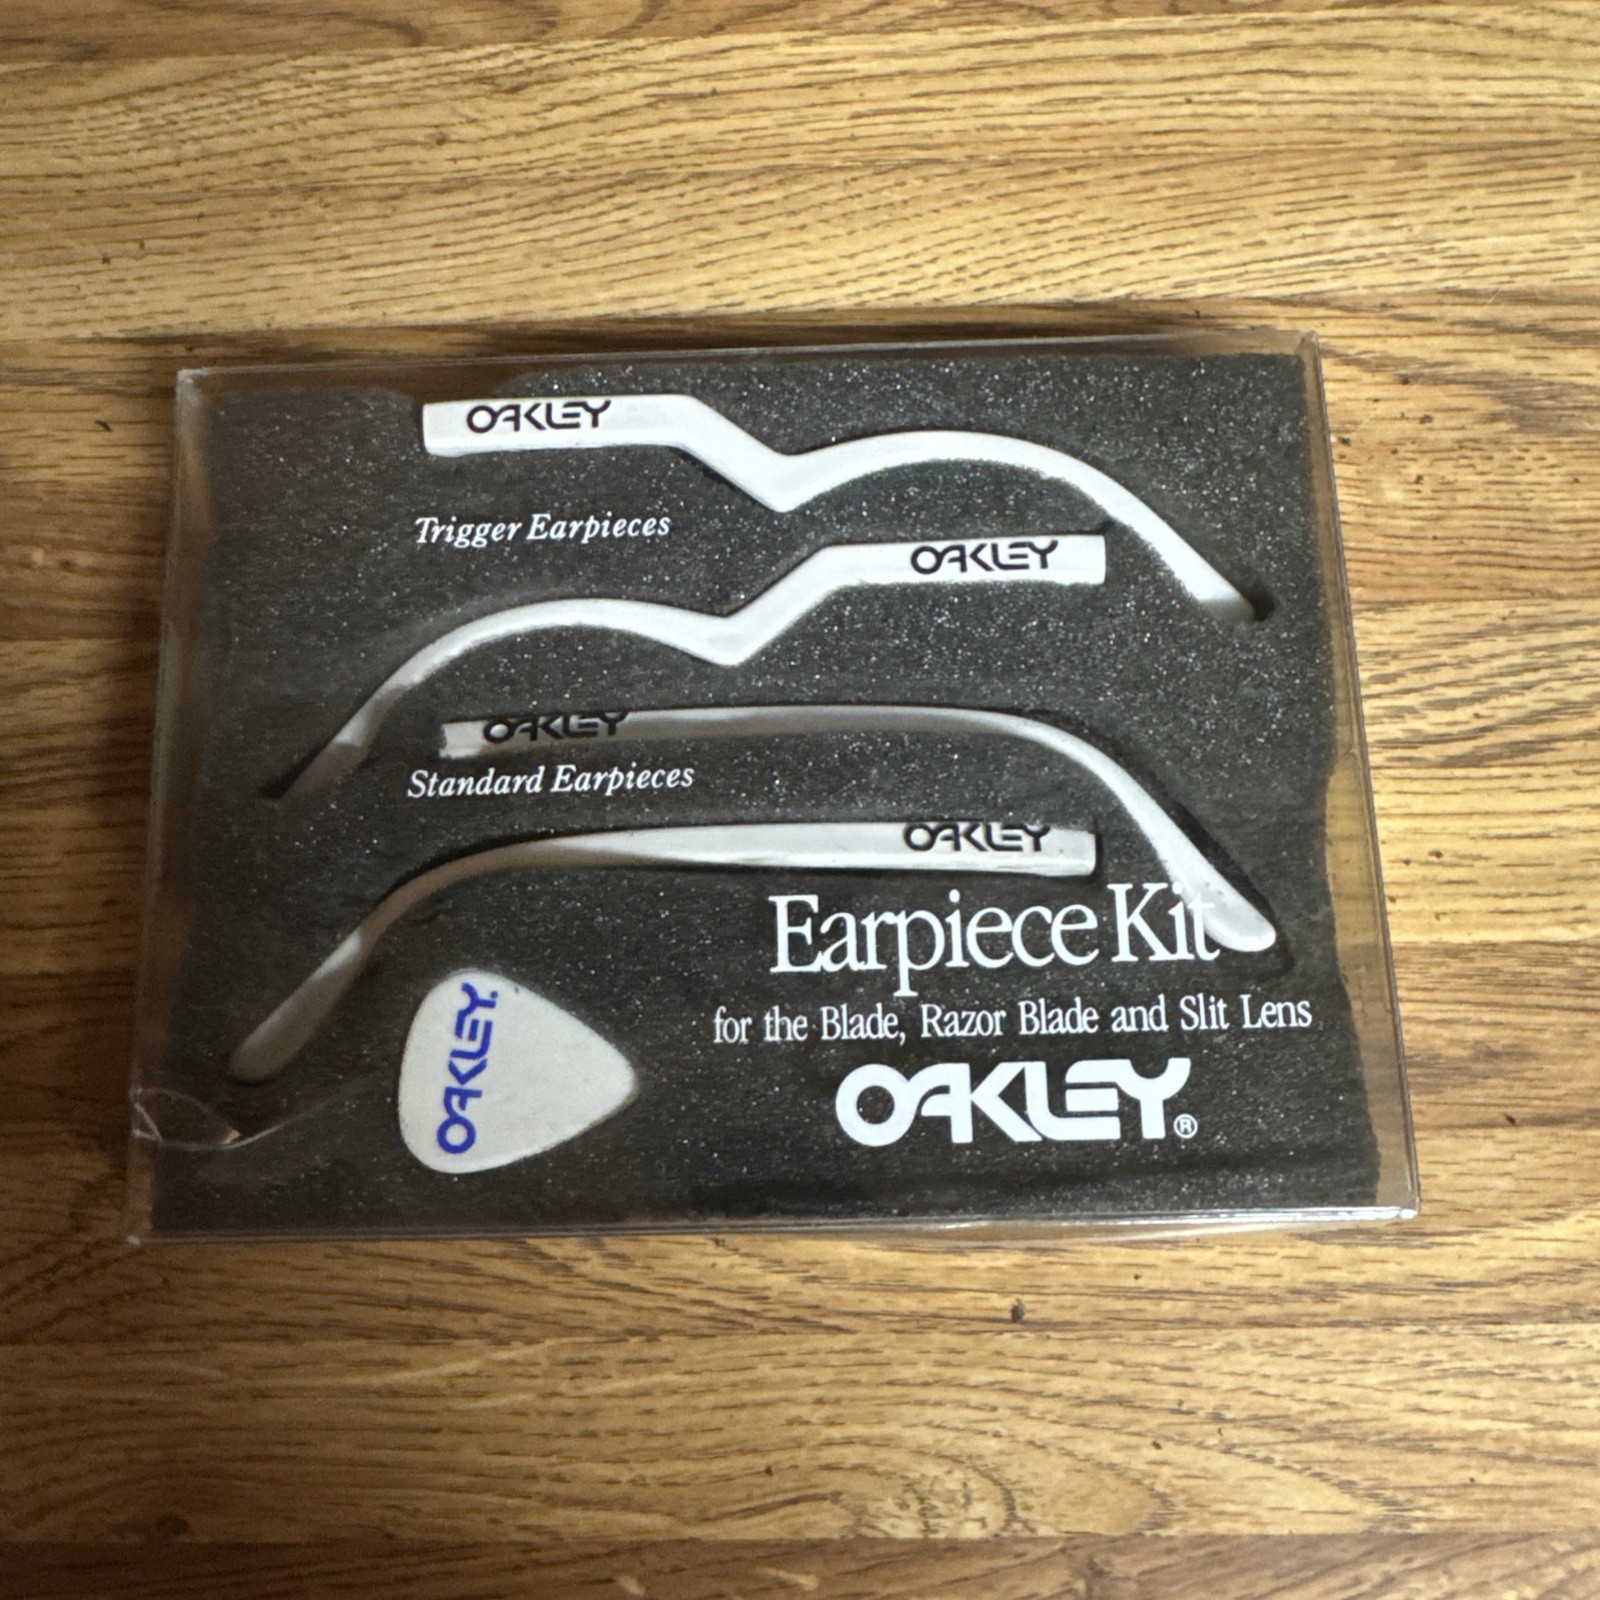 OAKLEY
Trigger Earpieces
OAKLEY
OAKLEY
Standard Earpieces
OAKLEY
Earpiece Kit
for the Blade, Razor Blade and Slit Lens
OAKLEY®
OAKLEY.